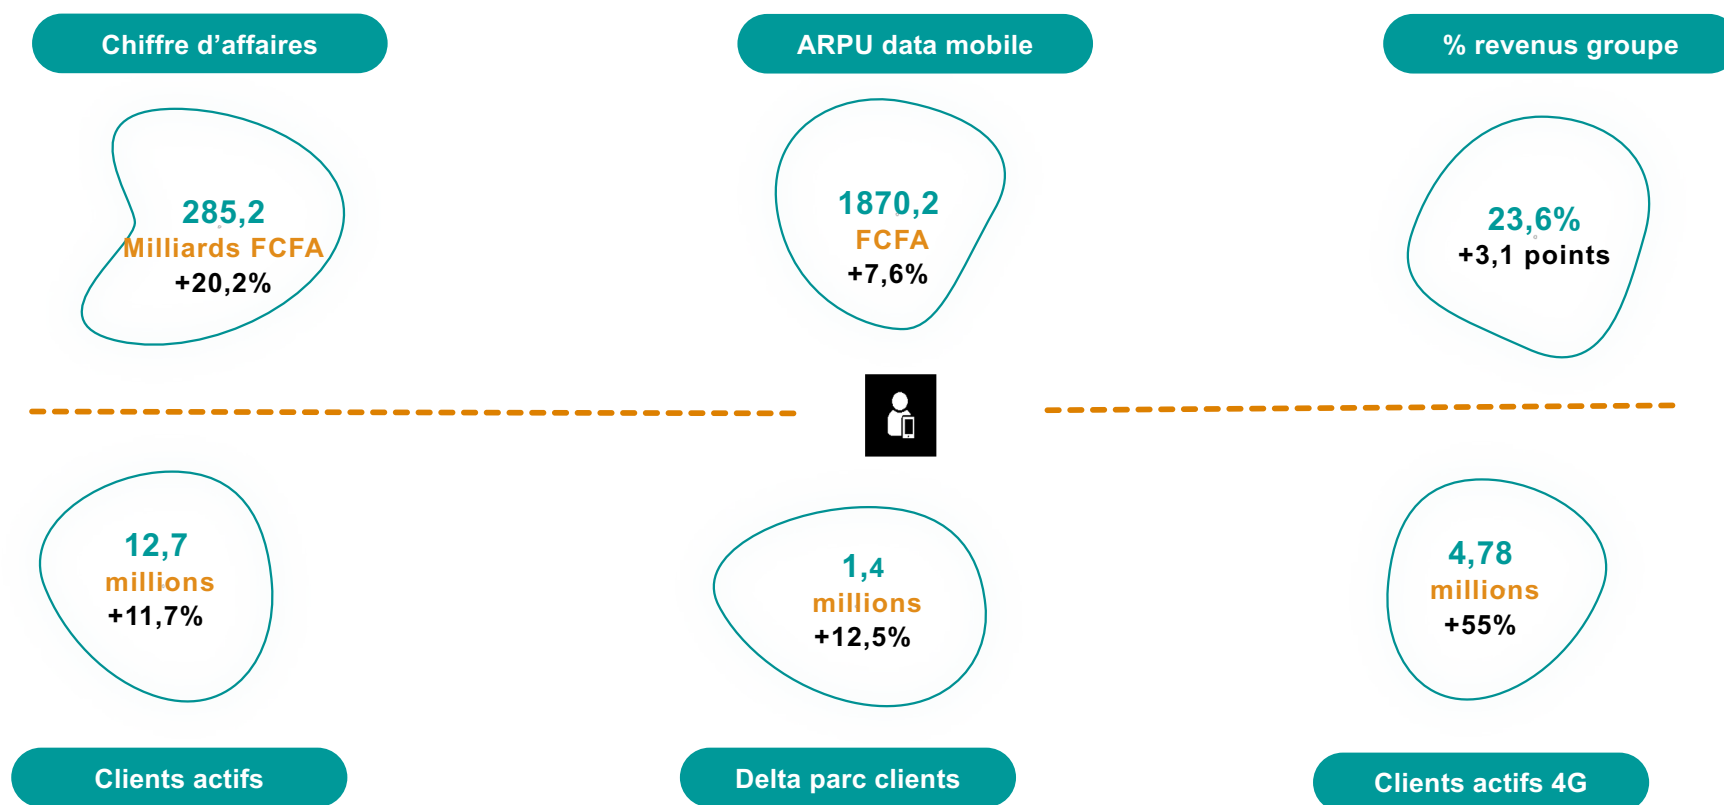 Chiffre d’affaires
ARPU data mobile
% revenus groupe
285,2
Milliards FCFA
+20,2%
1870,2
FCFA
+7,6%
23,6%
+3,1 points
12,7
millions
+11,7%
1,4
millions
+12,5%
4,78
millions
+55%
Clients actifs
Delta parc clients
Clients actifs 4G